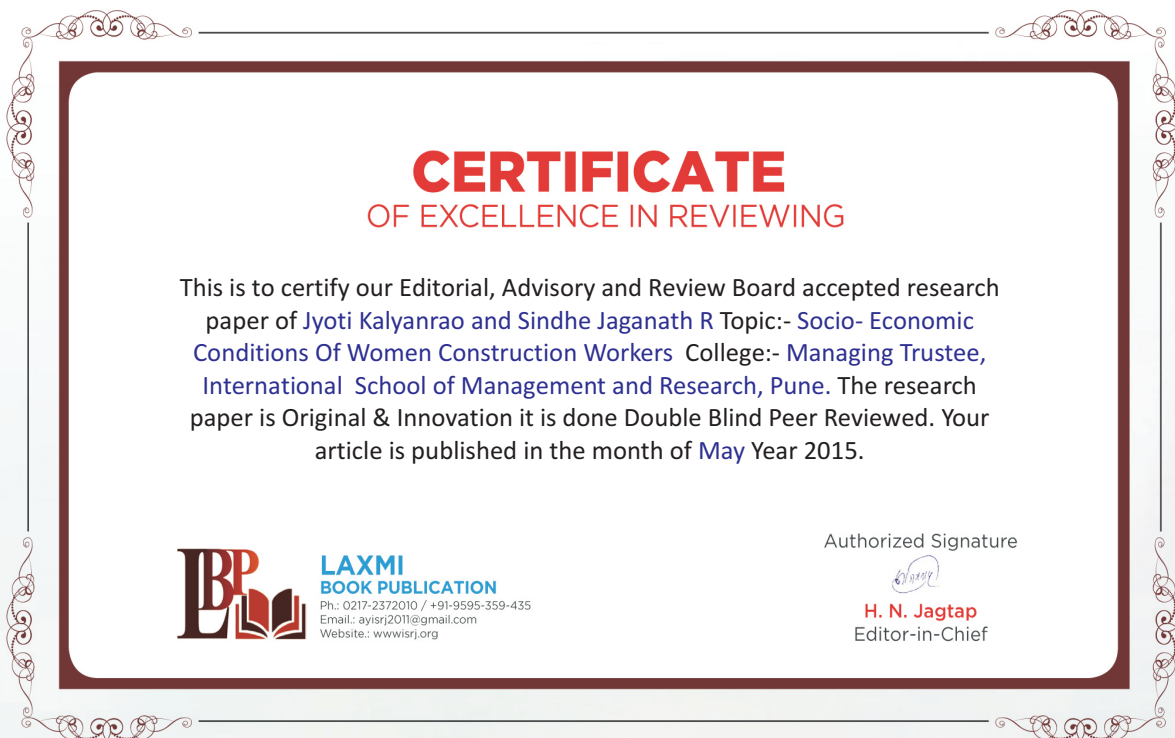 CERTIFICATE
OF EXCELLENCE IN REVIEWING
This is to certify our Editorial, Advisory and Review Board accepted research
paper of Jyoti Kalyanrao and Sindhe Jaganath R Topic:- Socio- Economic
Conditions Of Women Construction Workers College:- Managing Trustee,
International School of Management and Research, Pune. The research
paper is Original & Innovation it is done Double Blind Peer Reviewed. Your
article is published in the month of May Year 2015.
LBP
LAXMI
BOOK PUBLICATION
Ph.: 0217-2372010 / +91-9595-359-435
Email.: ayisrj2011@gmail.com
Website.: wwwisrj.org
Authorized Signature
H. N. Jagtap
Editor-in-Chief